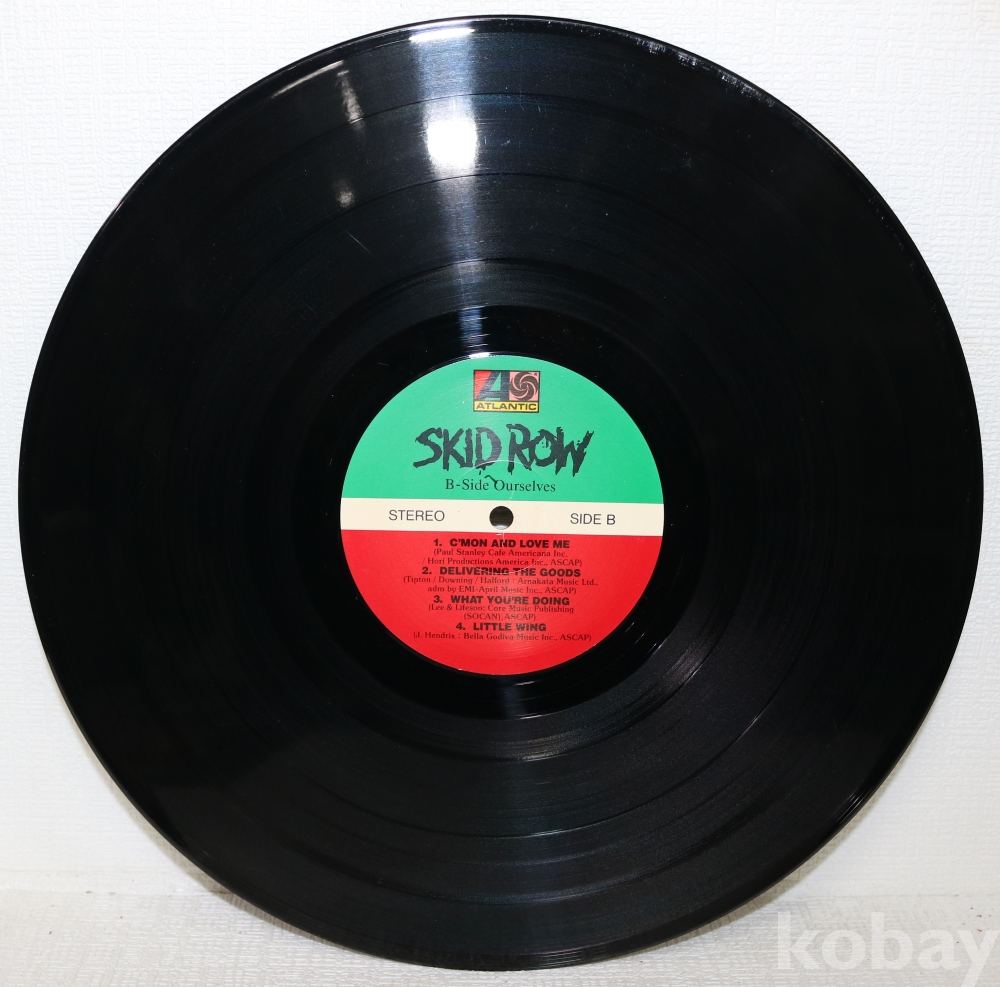 ATLANTIC
SKID ROW
B-Side Ourselves
STEREO SIDE B
1. C'MON AND LOVE ME
(Paul Stanley Cafe Americana Inc.
/ Hori Productions America Inc., ASCAP)
2. DELIVERING THE GOODS
(Tipton / Downing / Halford : Arnakata Music Ltd.,
adm by EMI-April Music Inc., ASCAP)
3. WHAT YOU'RE DOING
(Lee & Lifeson: Core Music Publishing
(SOCAN) ASCAP)
4. LITTLE WING
(J. Hendrix : Bella Godiva Music Inc., ASCAP)
kobay